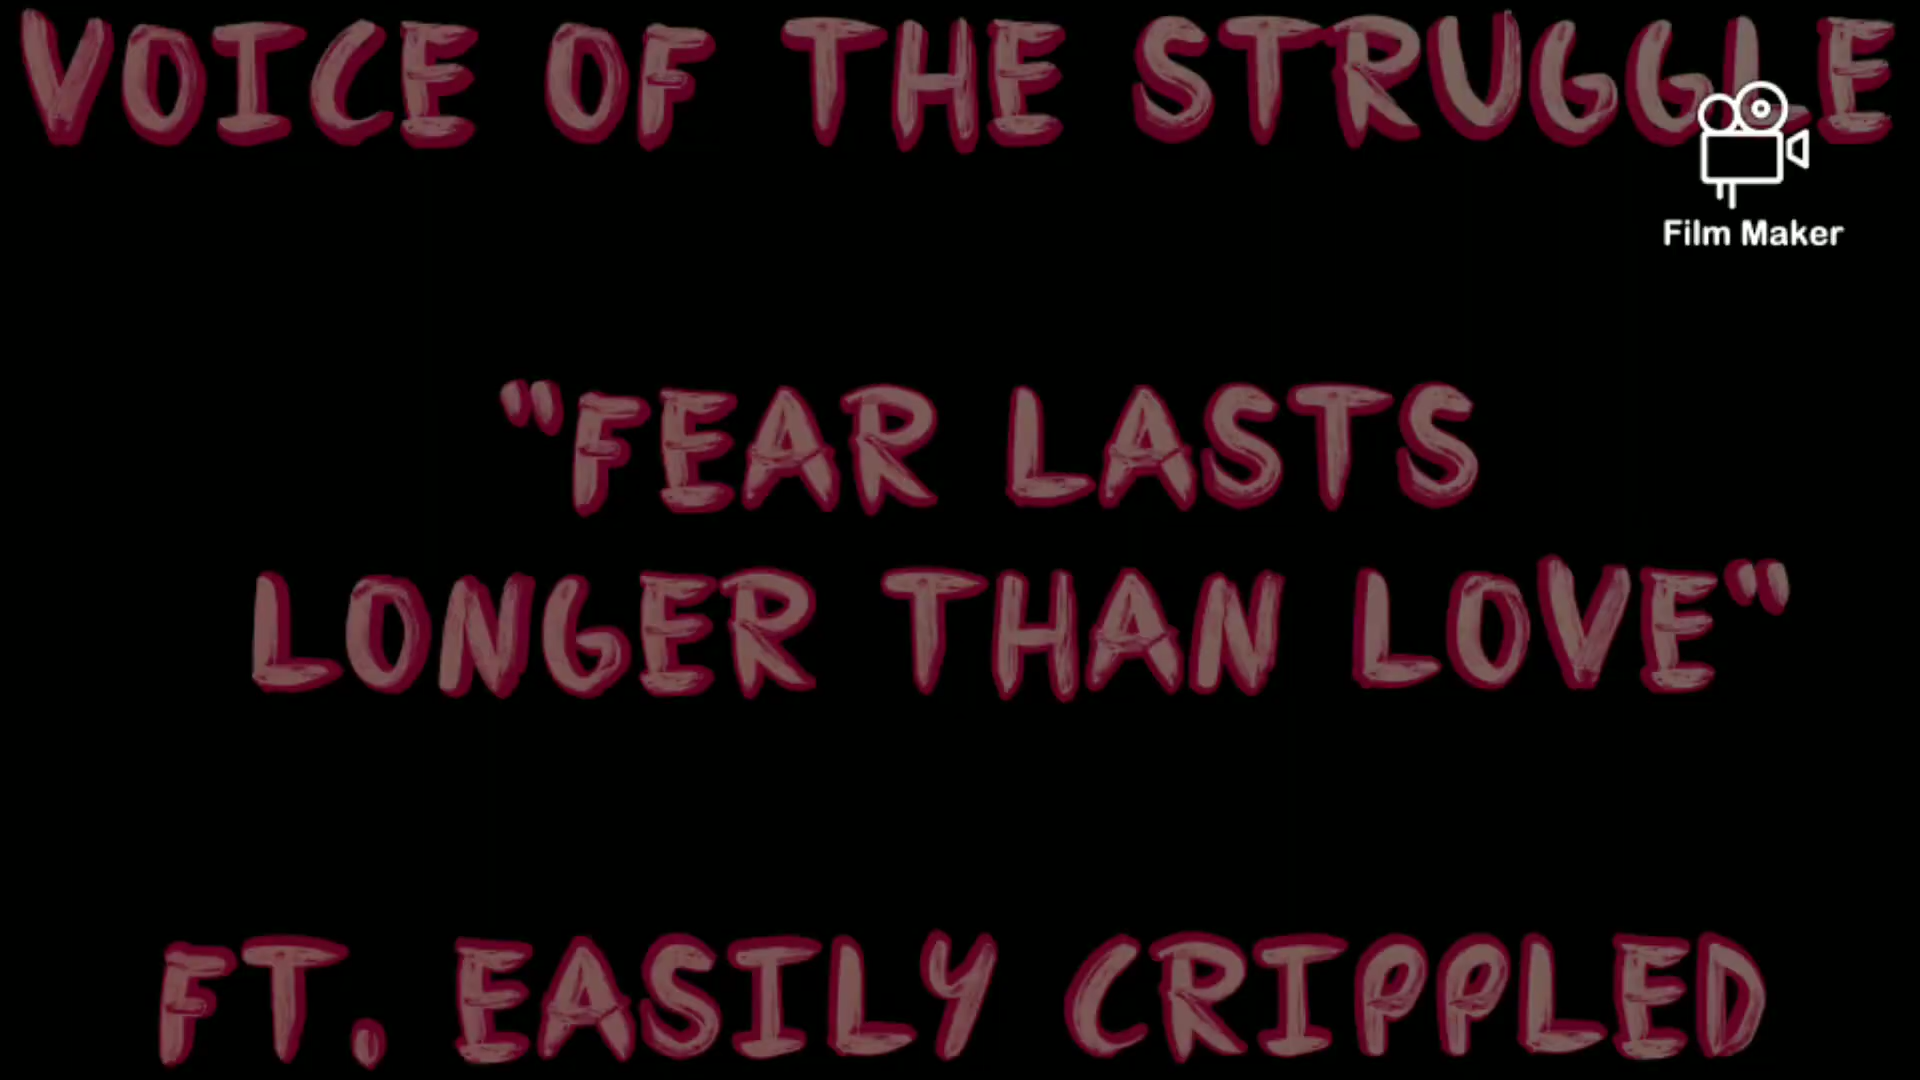 VOICE OF THE STRUGGLE
Film Maker
"FEAR LASTS
LONGER THAN LOVE"
FT. EASILY CRIPPLED